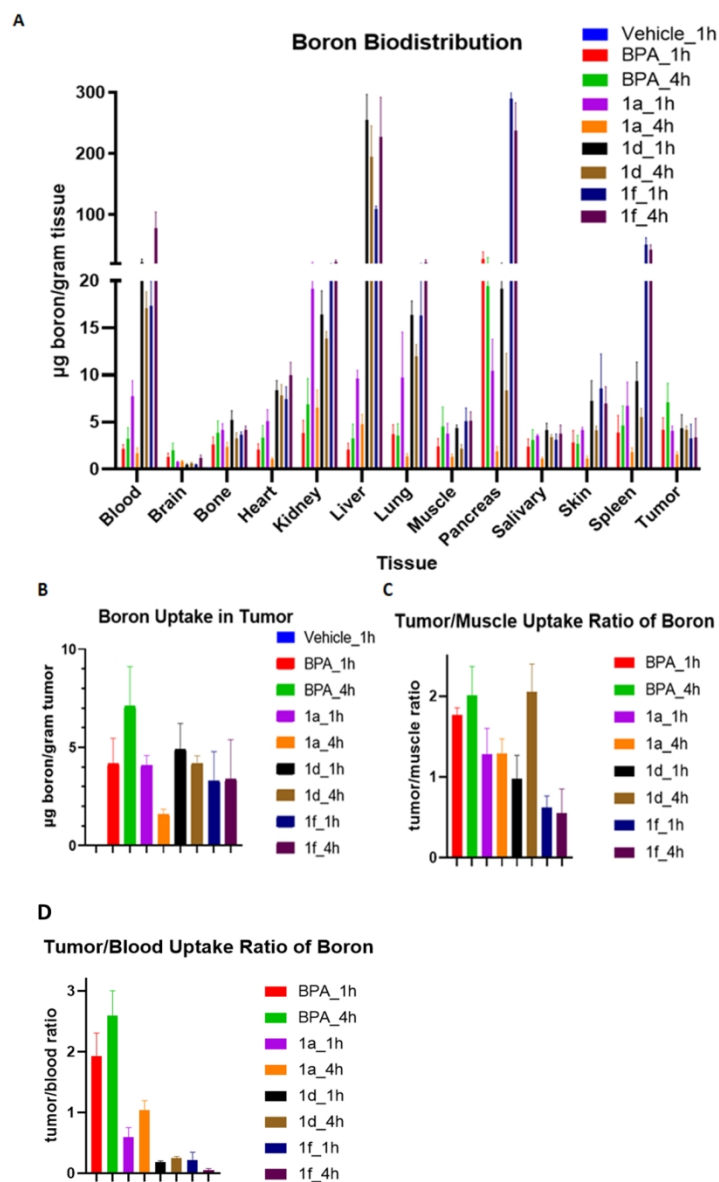 A
Boron Biodistribution
Vehicle_1h
BPA_1h
BPA_4h
1a_1h
1a_4h
1d_1h
1d_4h
1f_1h
1f_4h
µg boron/gram tissue
300
200
100
20
15
10
5
0
Blood
Brain
Bone
Heart
Kidney
Liver
Lung
Muscle
Pancreas
Salivary
Skin
Spleen
Tumor
Tissue
B
Boron Uptake in Tumor
Vehicle_1h
BPA_1h
BPA_4h
1a_1h
1a_4h
1d_1h
1d_4h
1f_1h
1f_4h
µg boron/gram tumor
10
5
0
C
Tumor/Muscle Uptake Ratio of Boron
BPA_1h
BPA_4h
1a_1h
1a_4h
1d_1h
1d_4h
1f_1h
1f_4h
tumor/muscle ratio
2
1
0
D
Tumor/Blood Uptake Ratio of Boron
BPA_1h
BPA_4h
1a_1h
1a_4h
1d_1h
1d_4h
1f_1h
1f_4h
tumor/blood ratio
3
2
1
0